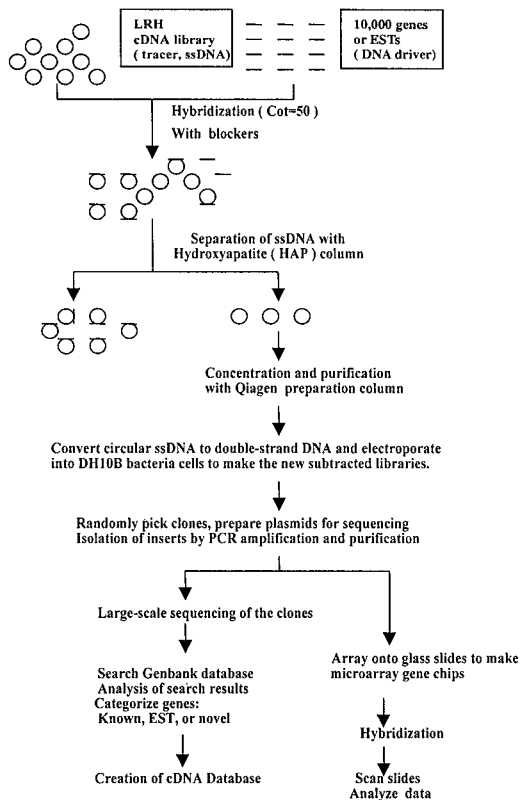 LRH
cDNA library
( tracer, ssDNA)
10,000 genes
or ESTs
( DNA driver)
Hybridization ( Cot=50 )
With blockers
Separation of ssDNA with
Hydroxyapatite ( HAP ) column
Concentration and purification
with Qiagen preparation column
Convert circular ssDNA to double-strand DNA and electroporate
into DH10B bacteria cells to make the new subtracted libraries.
Randomly pick clones, prepare plasmids for sequencing
Isolation of inserts by PCR amplification and purification
Large-scale sequencing of the clones
Search Genbank database
Analysis of search results
Categorize genes:
Known, EST, or novel
Creation of cDNA Database
Array onto glass slides to make
microarray gene chips
Hybridization
Scan slides
Analyze data